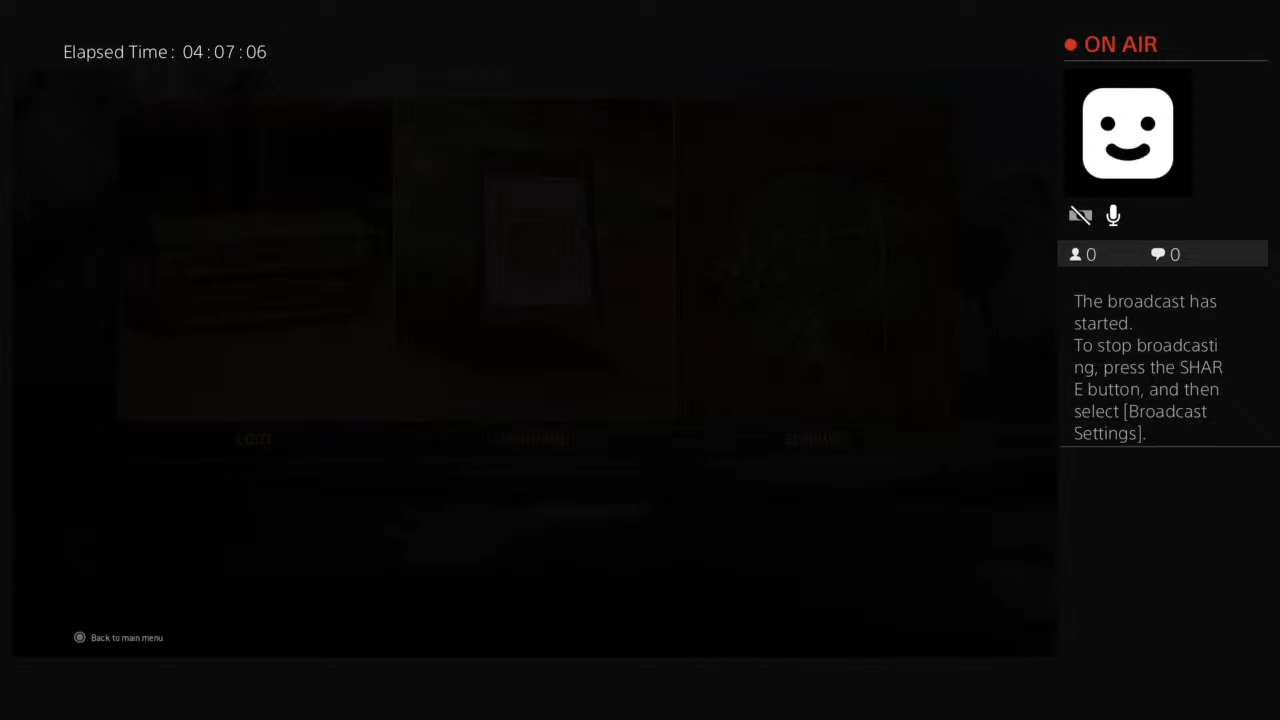 Elapsed Time: 04:07:06
ON AIR
0 0
The broadcast has
started.
To stop broadcasti
ng, press the SHAR
E button, and then
select [Broadcast
Settings].
LOOT
Back to main menu